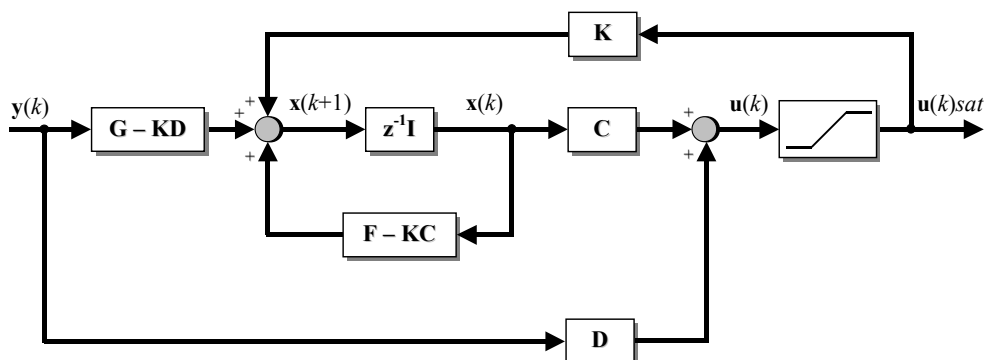 K
y(k)
+
+
x(k+1)
x(k)
u(k)
u(k)sat
G – KD
z⁻¹I
C
+
+
+
F – KC
D